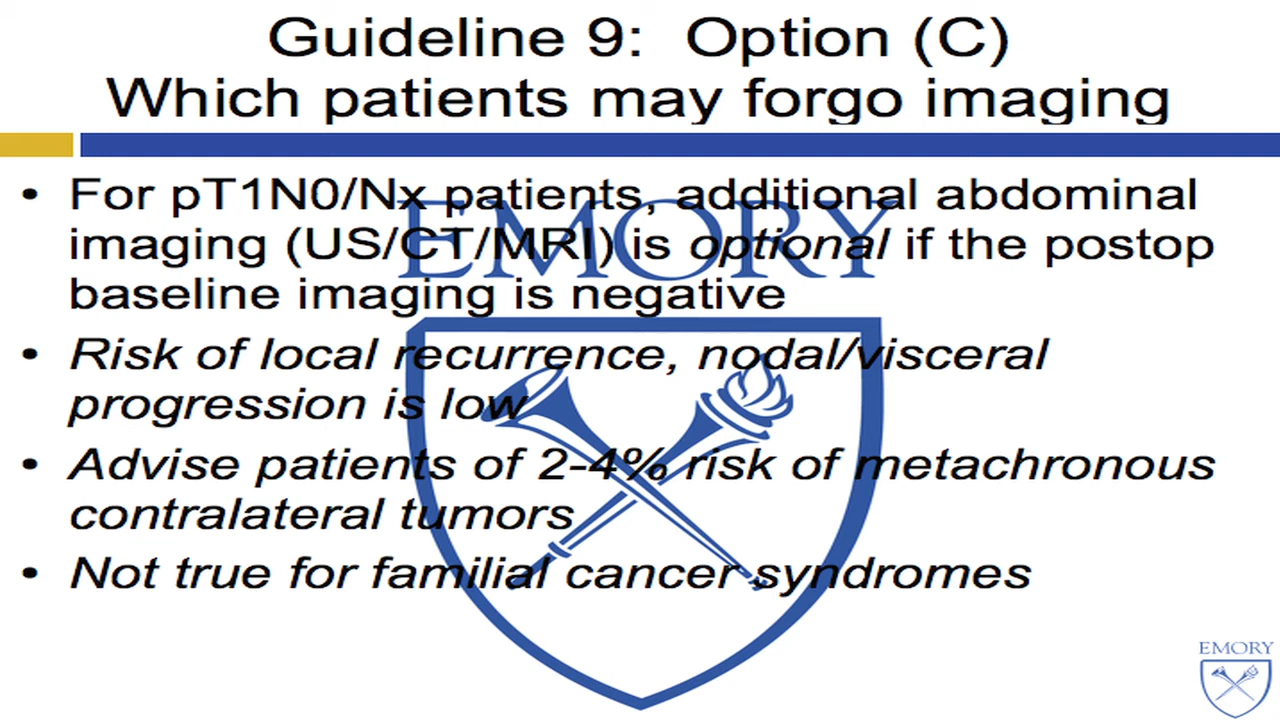 Guideline 9: Option (C)
Which patients may forgo imaging
• For pT1N0/Nx patients, additional abdominal
imaging (US/CT/MRI) is optional if the postop
baseline imaging is negative
• Risk of local recurrence, nodal/visceral
progression is low
• Advise patients of 2-4% risk of metachronous
contralateral tumors
• Not true for familial cancer syndromes
EMORY
EMORY